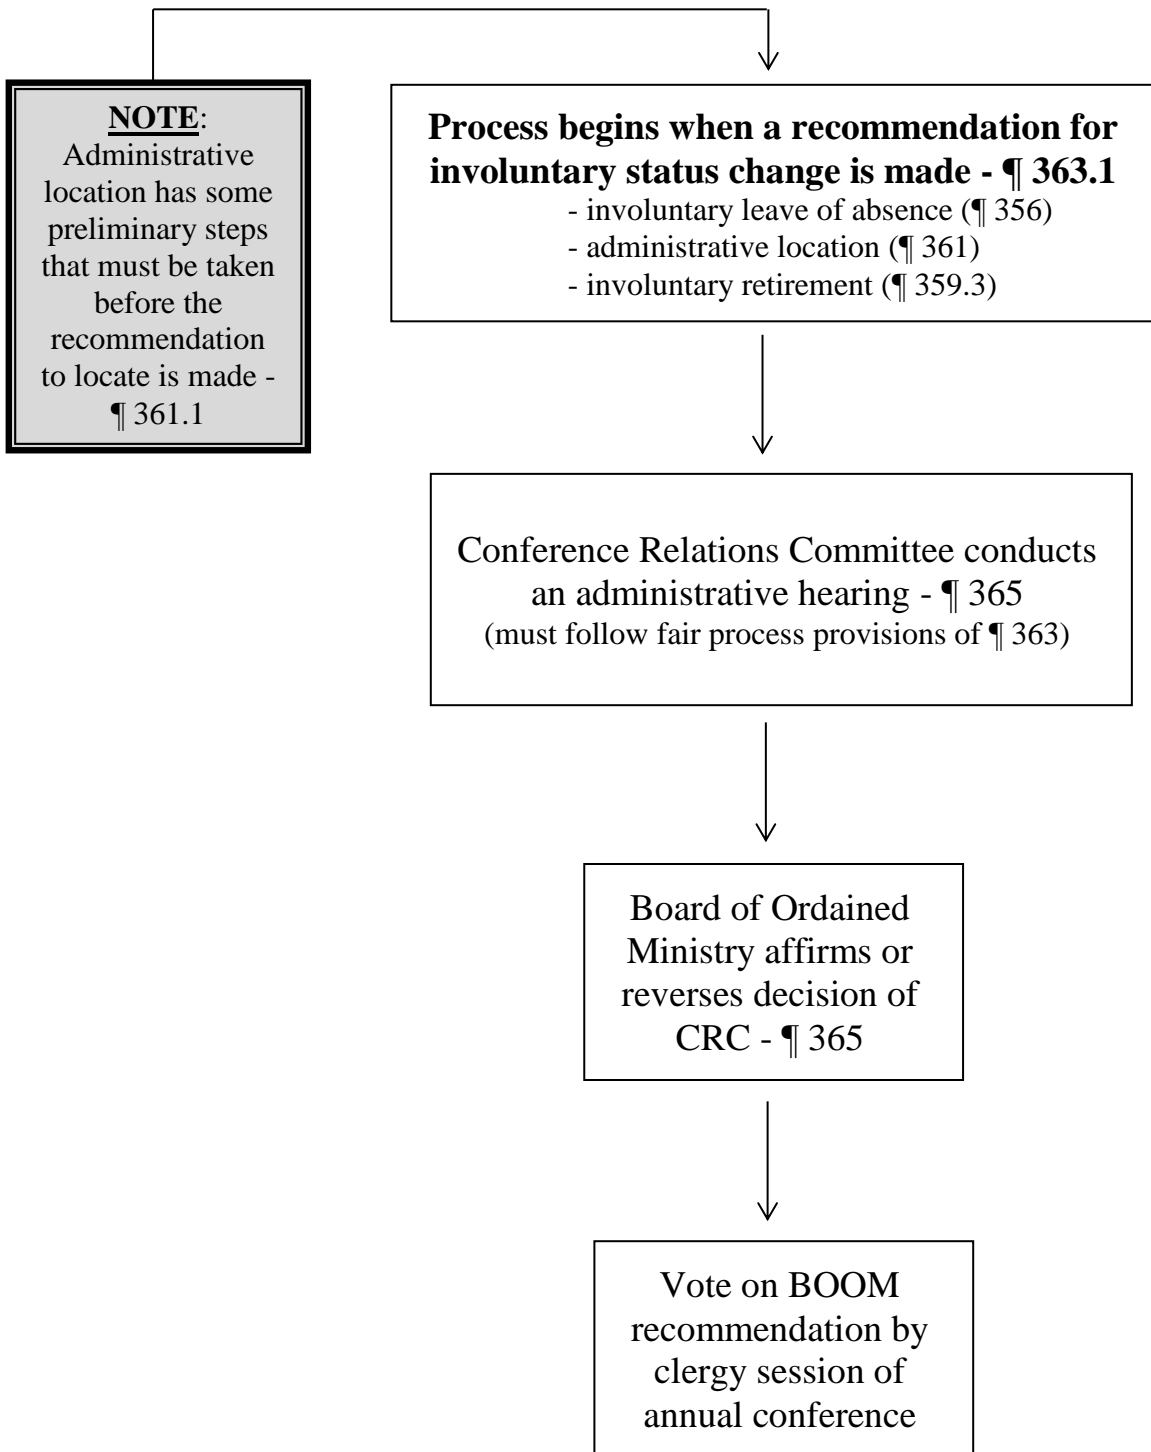 NOTE:
Administrative
location has some
preliminary steps
that must be taken
before the
recommendation
to locate is made -
¶ 361.1
Process begins when a recommendation for
involuntary status change is made - ¶ 363.1
- involuntary leave of absence (¶ 356)
- administrative location (¶ 361)
- involuntary retirement (¶ 359.3)
Conference Relations Committee conducts
an administrative hearing - ¶ 365
(must follow fair process provisions of ¶ 363)
Board of Ordained
Ministry affirms or
reverses decision of
CRC - ¶ 365
Vote on BOOM
recommendation by
clergy session of
annual conference